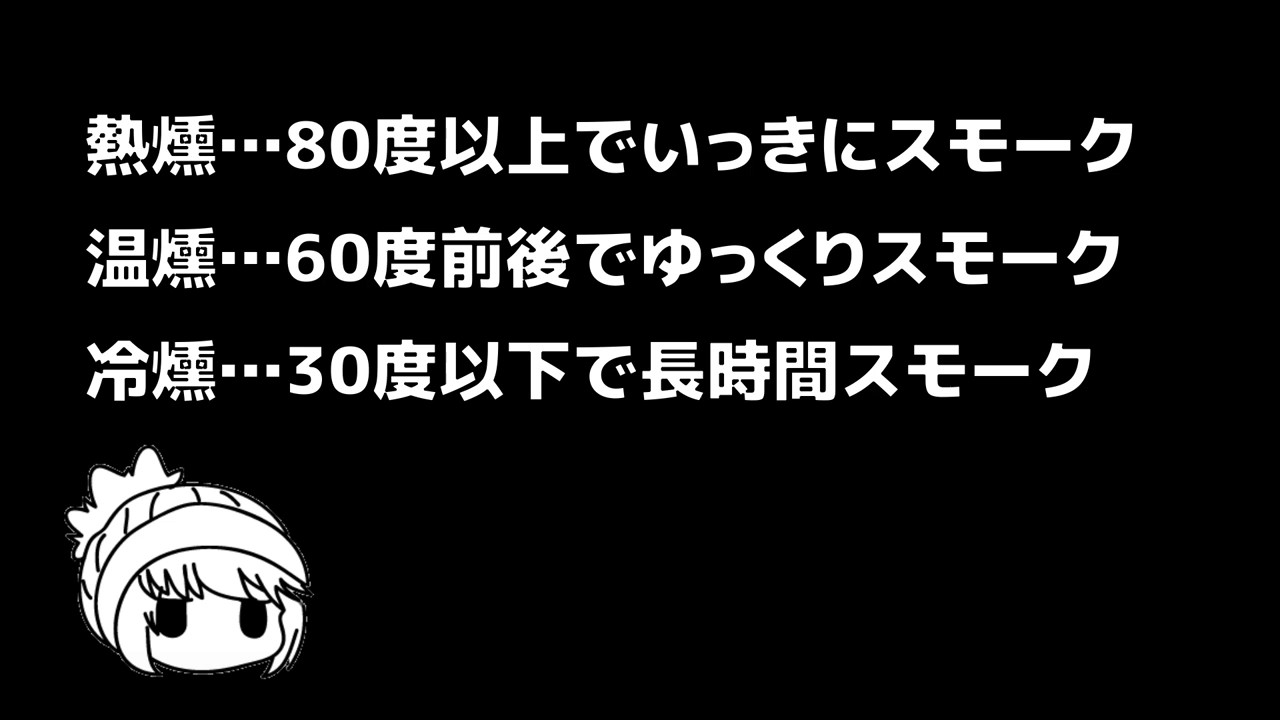 熱燻…80度以上でいっきにスモーク
温燻…60度前後でゆっくりスモーク
冷燻…30度以下で長時間スモーク